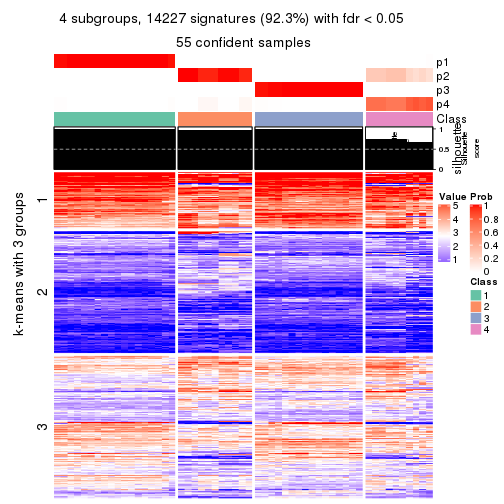 4 subgroups, 14227 signatures (92.3%) with fdr < 0.05
55 confident samples
p1
p2
p3
p4
Class
1
0.5
0
silhouette
Silhouette
score
k-means with 3 groups
1
2
3
Value
5
4
3
2
1
Prob
1
0.8
0.6
0.4
0.2
0
Class
1
2
3
4